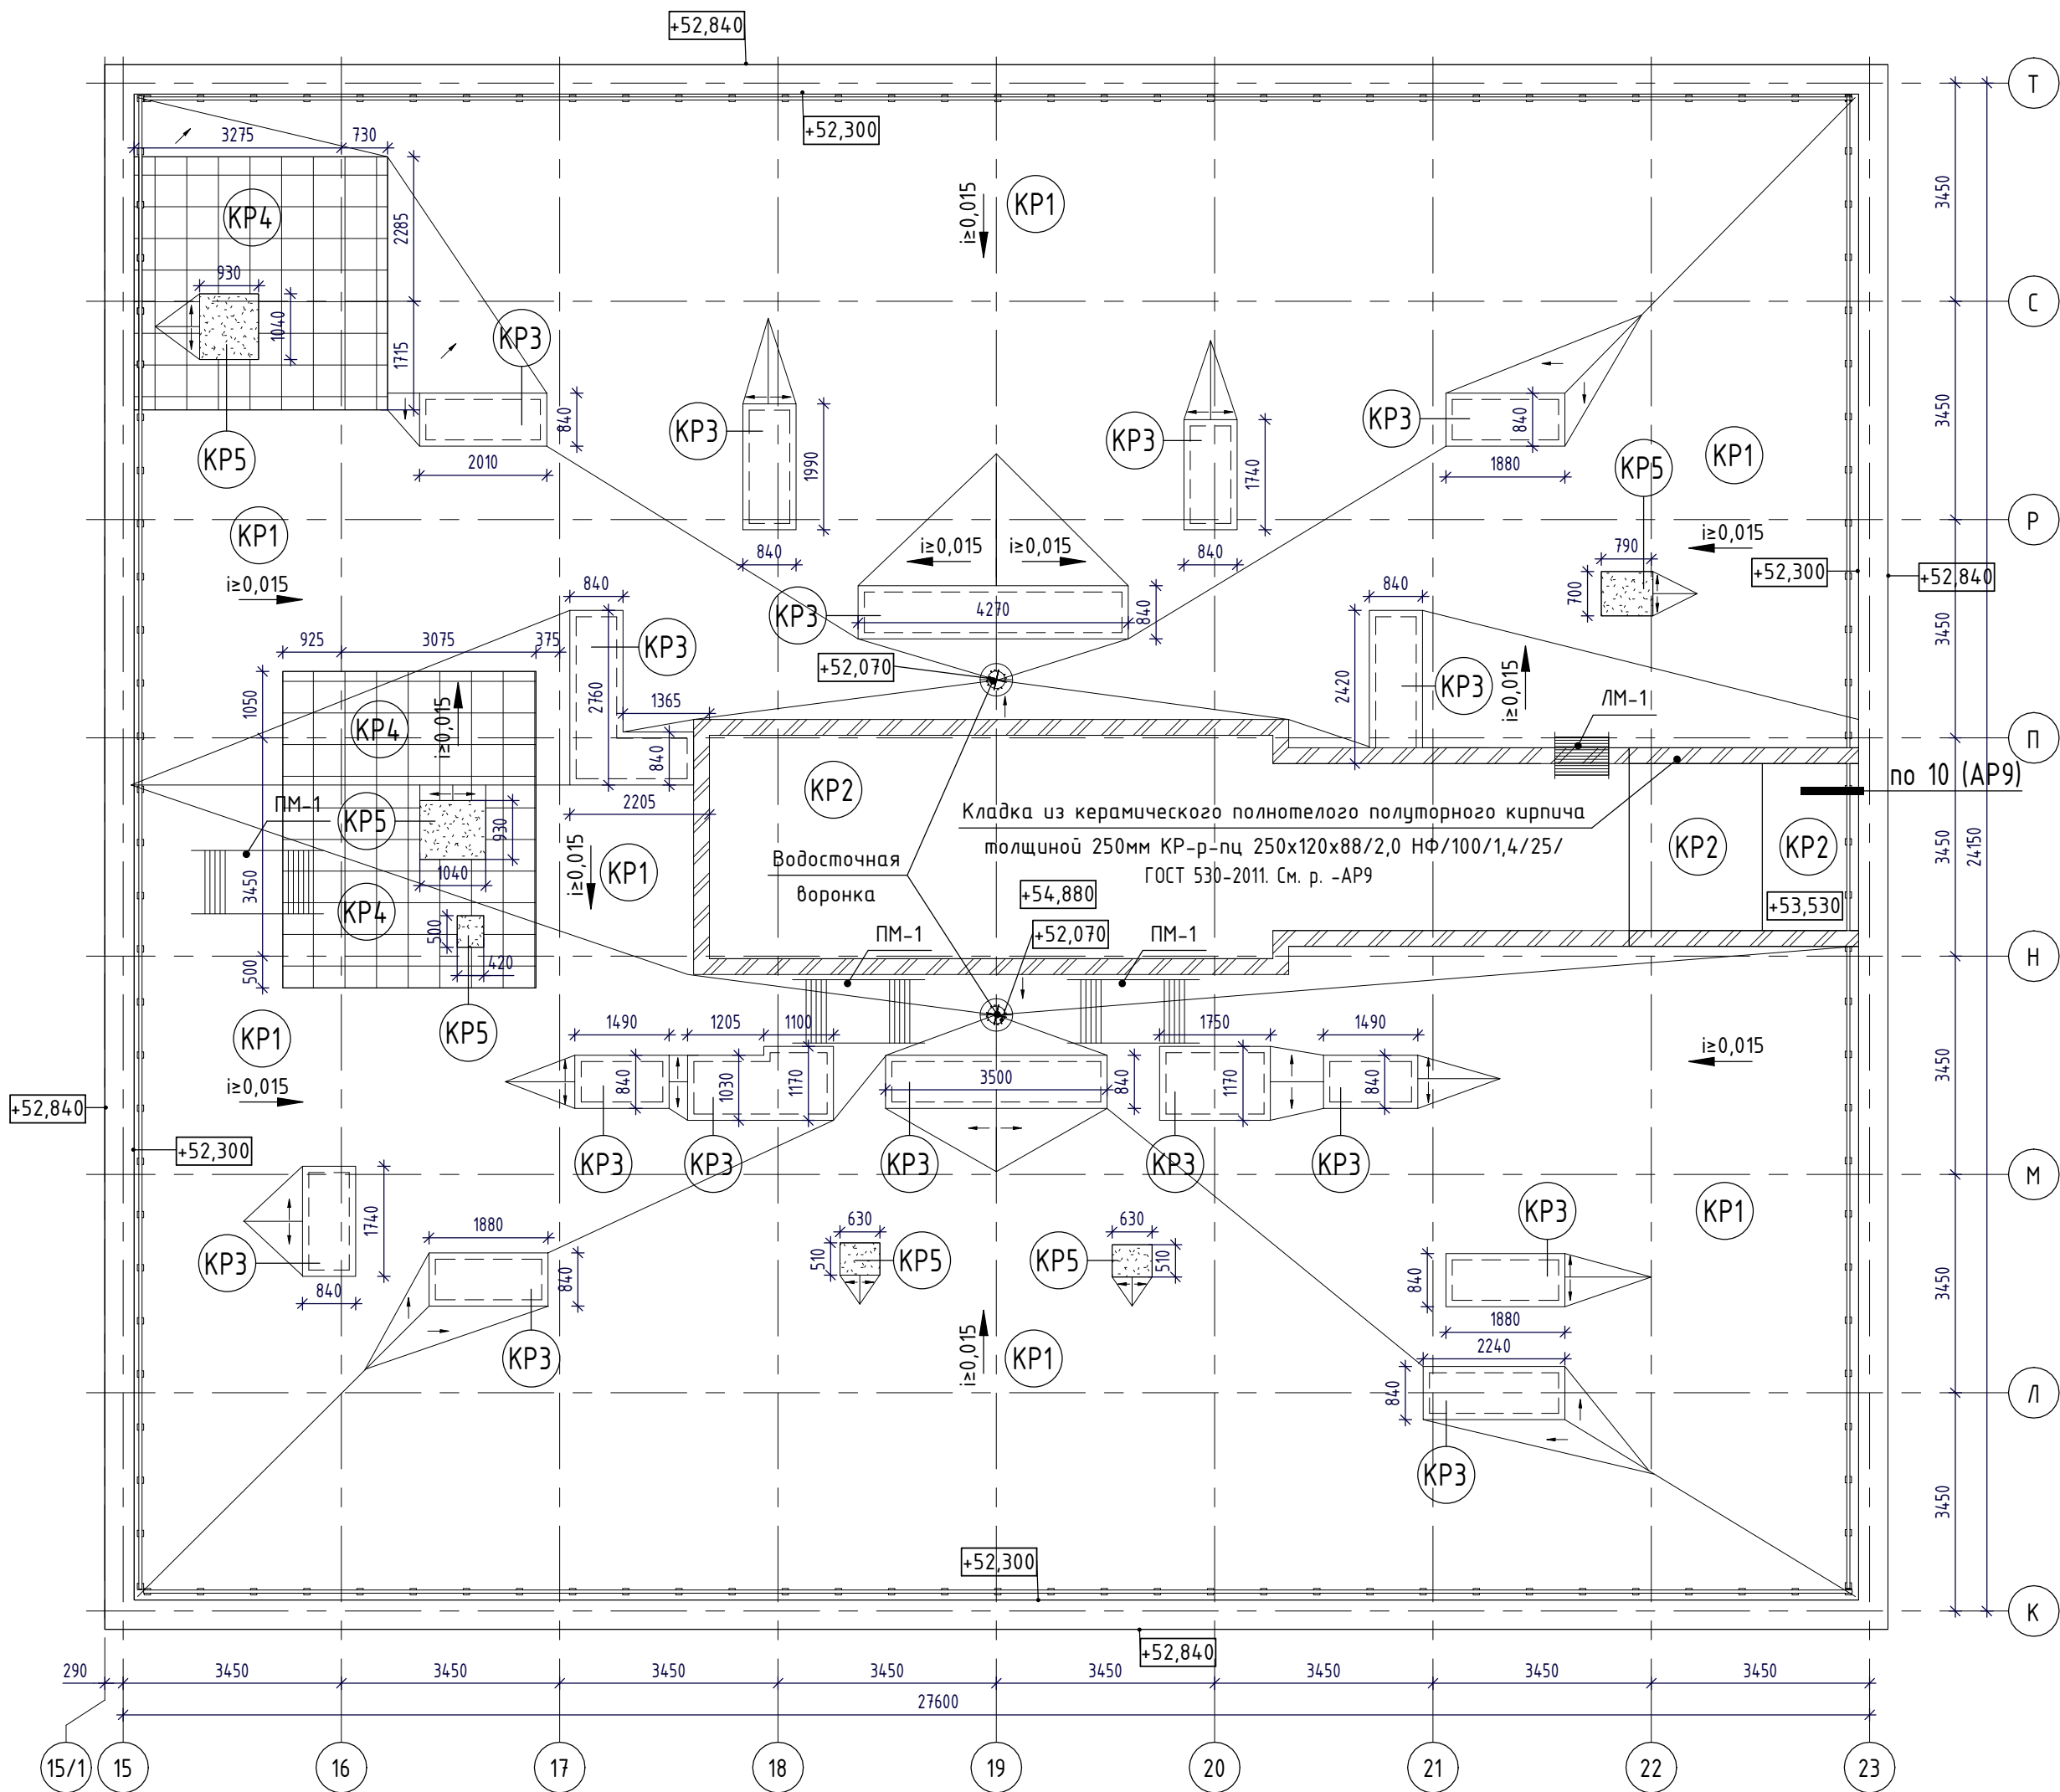 +52,840
Т
+52,300
3275
730
КР4
i≥0,015
КР1
3450
2285
930
С
1040
КР3
1715
840
КР3
КР3
КР3
840
КР5
2010
1990
1740
1880
КР5
КР1
Р
КР1
i≥0,015
840
i≥0,015
i≥0,015
840
i≥0,015
790
+52,300
+52,840
3450
840
КР3
4270
840
840
700
925
3075
375
КР3
+52,070
2420
КР3
i≥0,015
3450
1050
КР4
i≥0,015
2760
1365
ЛМ-1
840
П
ПМ-1
КР5
930
2205
КР2
по 10 (АР9)
Кладка из керамического полнотелого полуторного кирпича
толщиной 250мм КР-р-пц 250х120х88/2,0 НФ/100/1,4/25/
ГОСТ 530-2011. См. р. -АР9
КР2
КР2
3450
24150
Водосточная
воронка
3450
1040
i≥0,015
КР1
+54,880
КР4
+53,530
500
420
ПМ-1
+52,070
ПМ-1
Н
500
КР1
КР5
1490
1205
1100
1750
1490
i≥0,015
i≥0,015
840
1030
1170
3500
840
1170
840
3450
+52,840
+52,300
КР3
КР3
КР3
КР3
КР3
М
1740
КР3
КР1
КР3
1880
630
630
840
840
510
КР5
КР5
510
840
3450
1880
i≥0,015
КР3
КР1
2240
840
Л
КР3
3450
+52,300
К
+52,840
290
3450
3450
3450
3450
3450
3450
3450
3450
27600
15/1
15
16
17
18
19
20
21
22
23